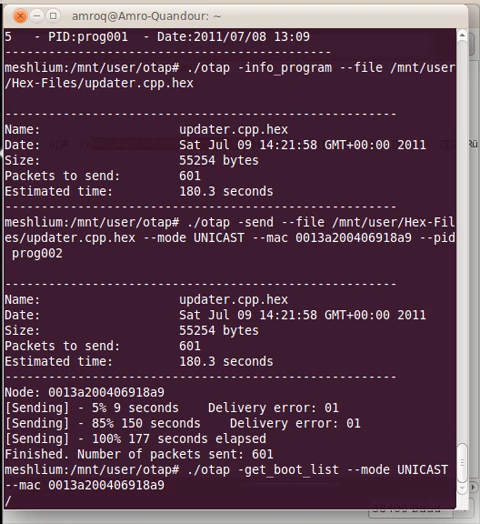 amroq@Amro-Quandour: ~
5   - PID:prog001  - Date:2011/07/08 13:09
-------------------------------------------
meshlium:/mnt/user/otap# ./otap -info_program --file /mnt/user
/Hex-Files/updater.cpp.hex
---------------------------------------------------
Name:                   updater.cpp.hex
Date:                   Sat Jul 09 14:21:58 GMT+00:00 2011
Size:                   55254 bytes
Packets to send:        601
Estimated time:         180.3 seconds
---------------------------------------------------
meshlium:/mnt/user/otap# ./otap -send --file /mnt/user/Hex-Fil
es/updater.cpp.hex --mode UNICAST --mac 0013a200406918a9 --pid
 prog002
---------------------------------------------------
Name:                   updater.cpp.hex
Date:                   Sat Jul 09 14:21:58 GMT+00:00 2011
Size:                   55254 bytes
Packets to send:        601
Estimated time:         180.3 seconds
---------------------------------------------------
Node: 0013a200406918a9
[Sending] - 5% 9 seconds    Delivery error: 01
[Sending] - 85% 150 seconds    Delivery error: 01
[Sending] - 100% 177 seconds elapsed
Finished. Number of packets sent: 601
meshlium:/mnt/user/otap# ./otap -get_boot_list --mode UNICAST
--mac 0013a200406918a9
/